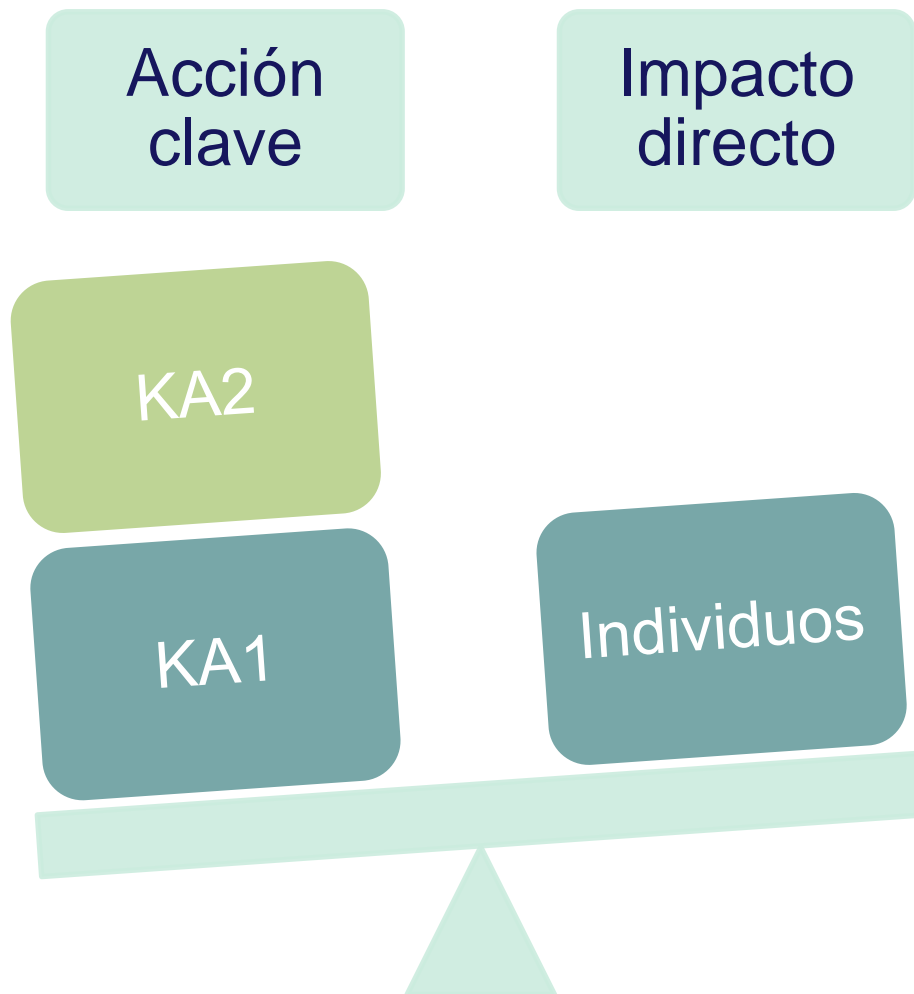 Acción
clave
Impacto
directo
KA2
KA1
Individuos